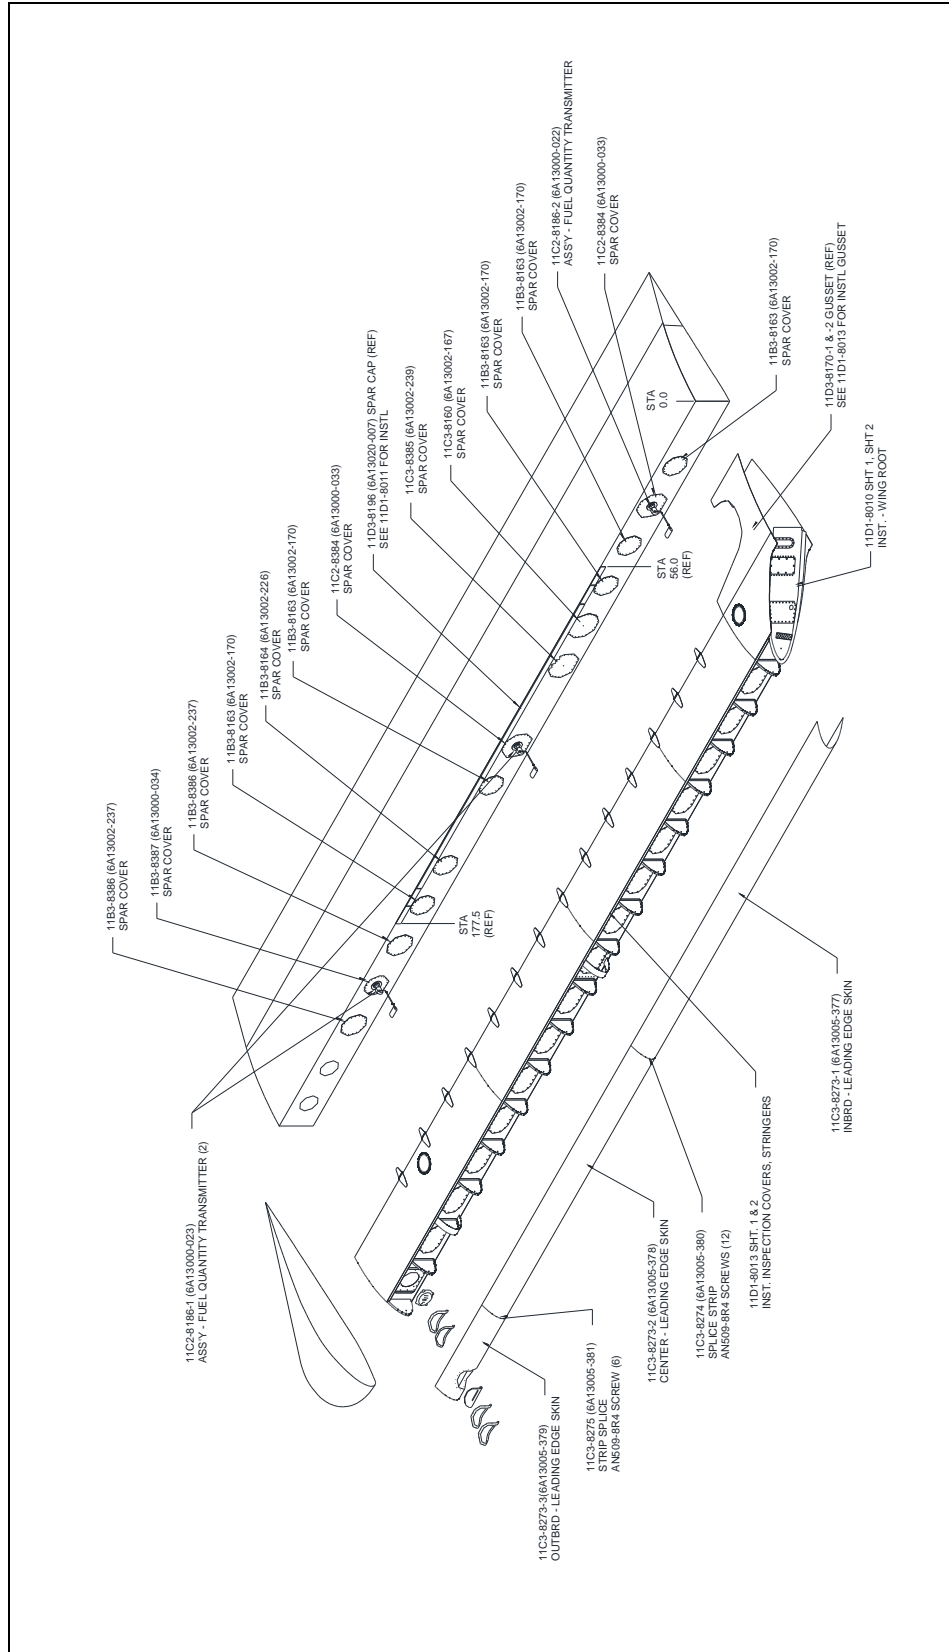 11B3-8386 (6A13002-237)
SPAR COVER
11B3-8387 (6A13000-034)
SPAR COVER
11B3-8386 (6A13002-237)
SPAR COVER
11B3-8163 (6A13002-170)
SPAR COVER
11B3-8164 (6A13002-226)
SPAR COVER
11B3-8163 (6A13002-170)
SPAR COVER
11C2-8384 (6A13000-033)
SPAR COVER
11D3-8196 (6A13020-007) SPAR CAP (REF)
SEE 11D1-8011 FOR INSTL
11C3-8385 (6A13002-239)
SPAR COVER
11C3-8160 (6A13002-167)
SPAR COVER
11B3-8163 (6A13002-170)
SPAR COVER
11B3-8163 (6A13002-170)
SPAR COVER
11C2-8186-2 (6A13000-022)
ASS'Y - FUEL QUANTITY TRANSMITTER
11C2-8384 (6A13000-033)
SPAR COVER
11B3-8163 (6A13002-170)
SPAR COVER
11D3-8170-1 & -2 GUSSET (REF)
SEE 11D1-8013 FOR INSTL GUSSET
11D1-8010 SHT 1, SHT 2
INST. - WING ROOT
STA
177.5
(REF)
STA
56.0
(REF)
STA
0.0
11C2-8186-1 (6A13000-023)
ASS'Y - FUEL QUANTITY TRANSMITTER (2)
11C3-8273-3(6A13005-379)
OUTBRD - LEADING EDGE SKIN
11C3-8275 (6A13005-381)
STRIP SPLICE
AN509-8R4 SCREW (6)
11C3-8273-2 (6A13005-378)
CENTER - LEADING EDGE SKIN
11C3-8274 (6A13005-380)
SPLICE STRIP
AN509-8R4 SCREWS (12)
11D1-8013 SHT. 1 & 2
INST. INSPECTION COVERS, STRINGERS
11C3-8273-1 (6A13005-377)
INBRD - LEADING EDGE SKIN